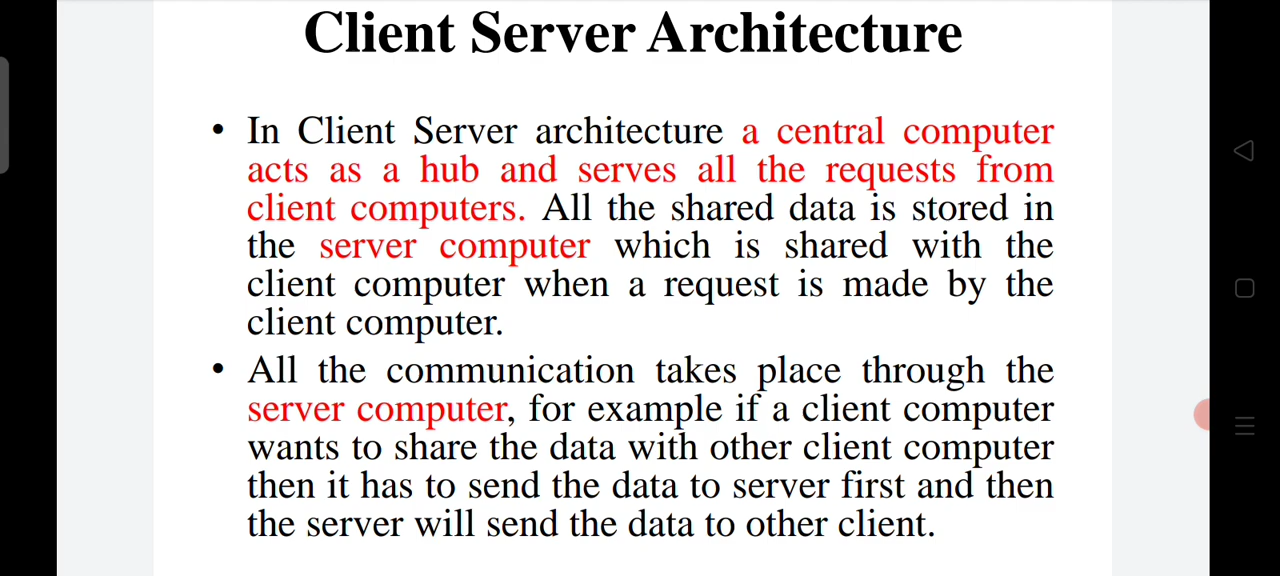 Client Server Architecture
• In Client Server architecture a central computer
acts as a hub and serves all the requests from
client computers. All the shared data is stored in
the server computer which is shared with the
client computer when a request is made by the
client computer.
• All the communication takes place through the
server computer, for example if a client computer
wants to share the data with other client computer
then it has to send the data to server first and then
the server will send the data to other client.